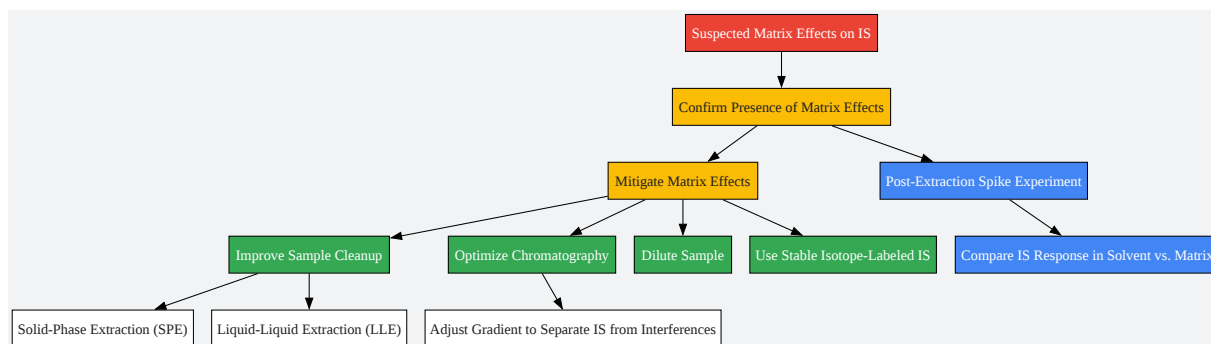 Suspected Matrix Effects on IS
Confirm Presence of Matrix Effects
Mitigate Matrix Effects
Post-Extraction Spike Experiment
Improve Sample Cleanup
Optimize Chromatography
Dilute Sample
Use Stable Isotope-Labeled IS
Compare IS Response in Solvent vs. Matrix
Solid-Phase Extraction (SPE)
Liquid-Liquid Extraction (LLE)
Adjust Gradient to Separate IS from Interferences